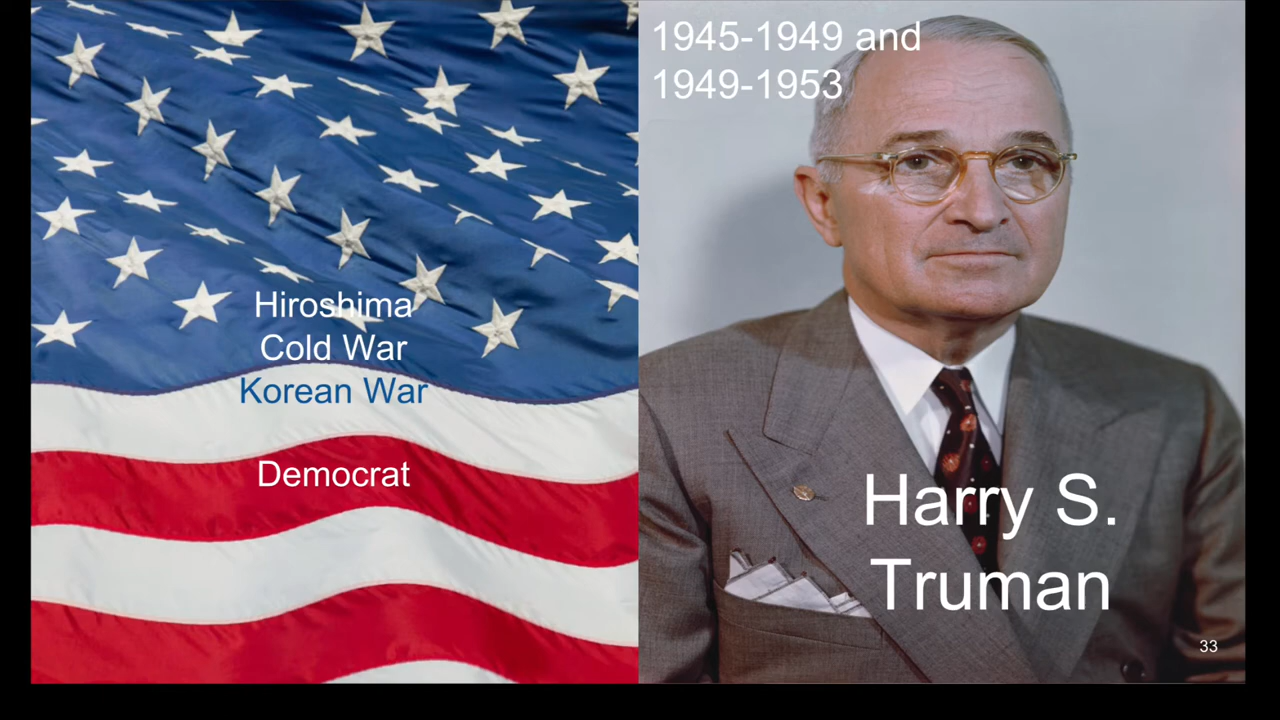 Hiroshima
Cold War
Korean War
Democrat
1945-1949 and
1949-1953
Harry S.
Truman
33